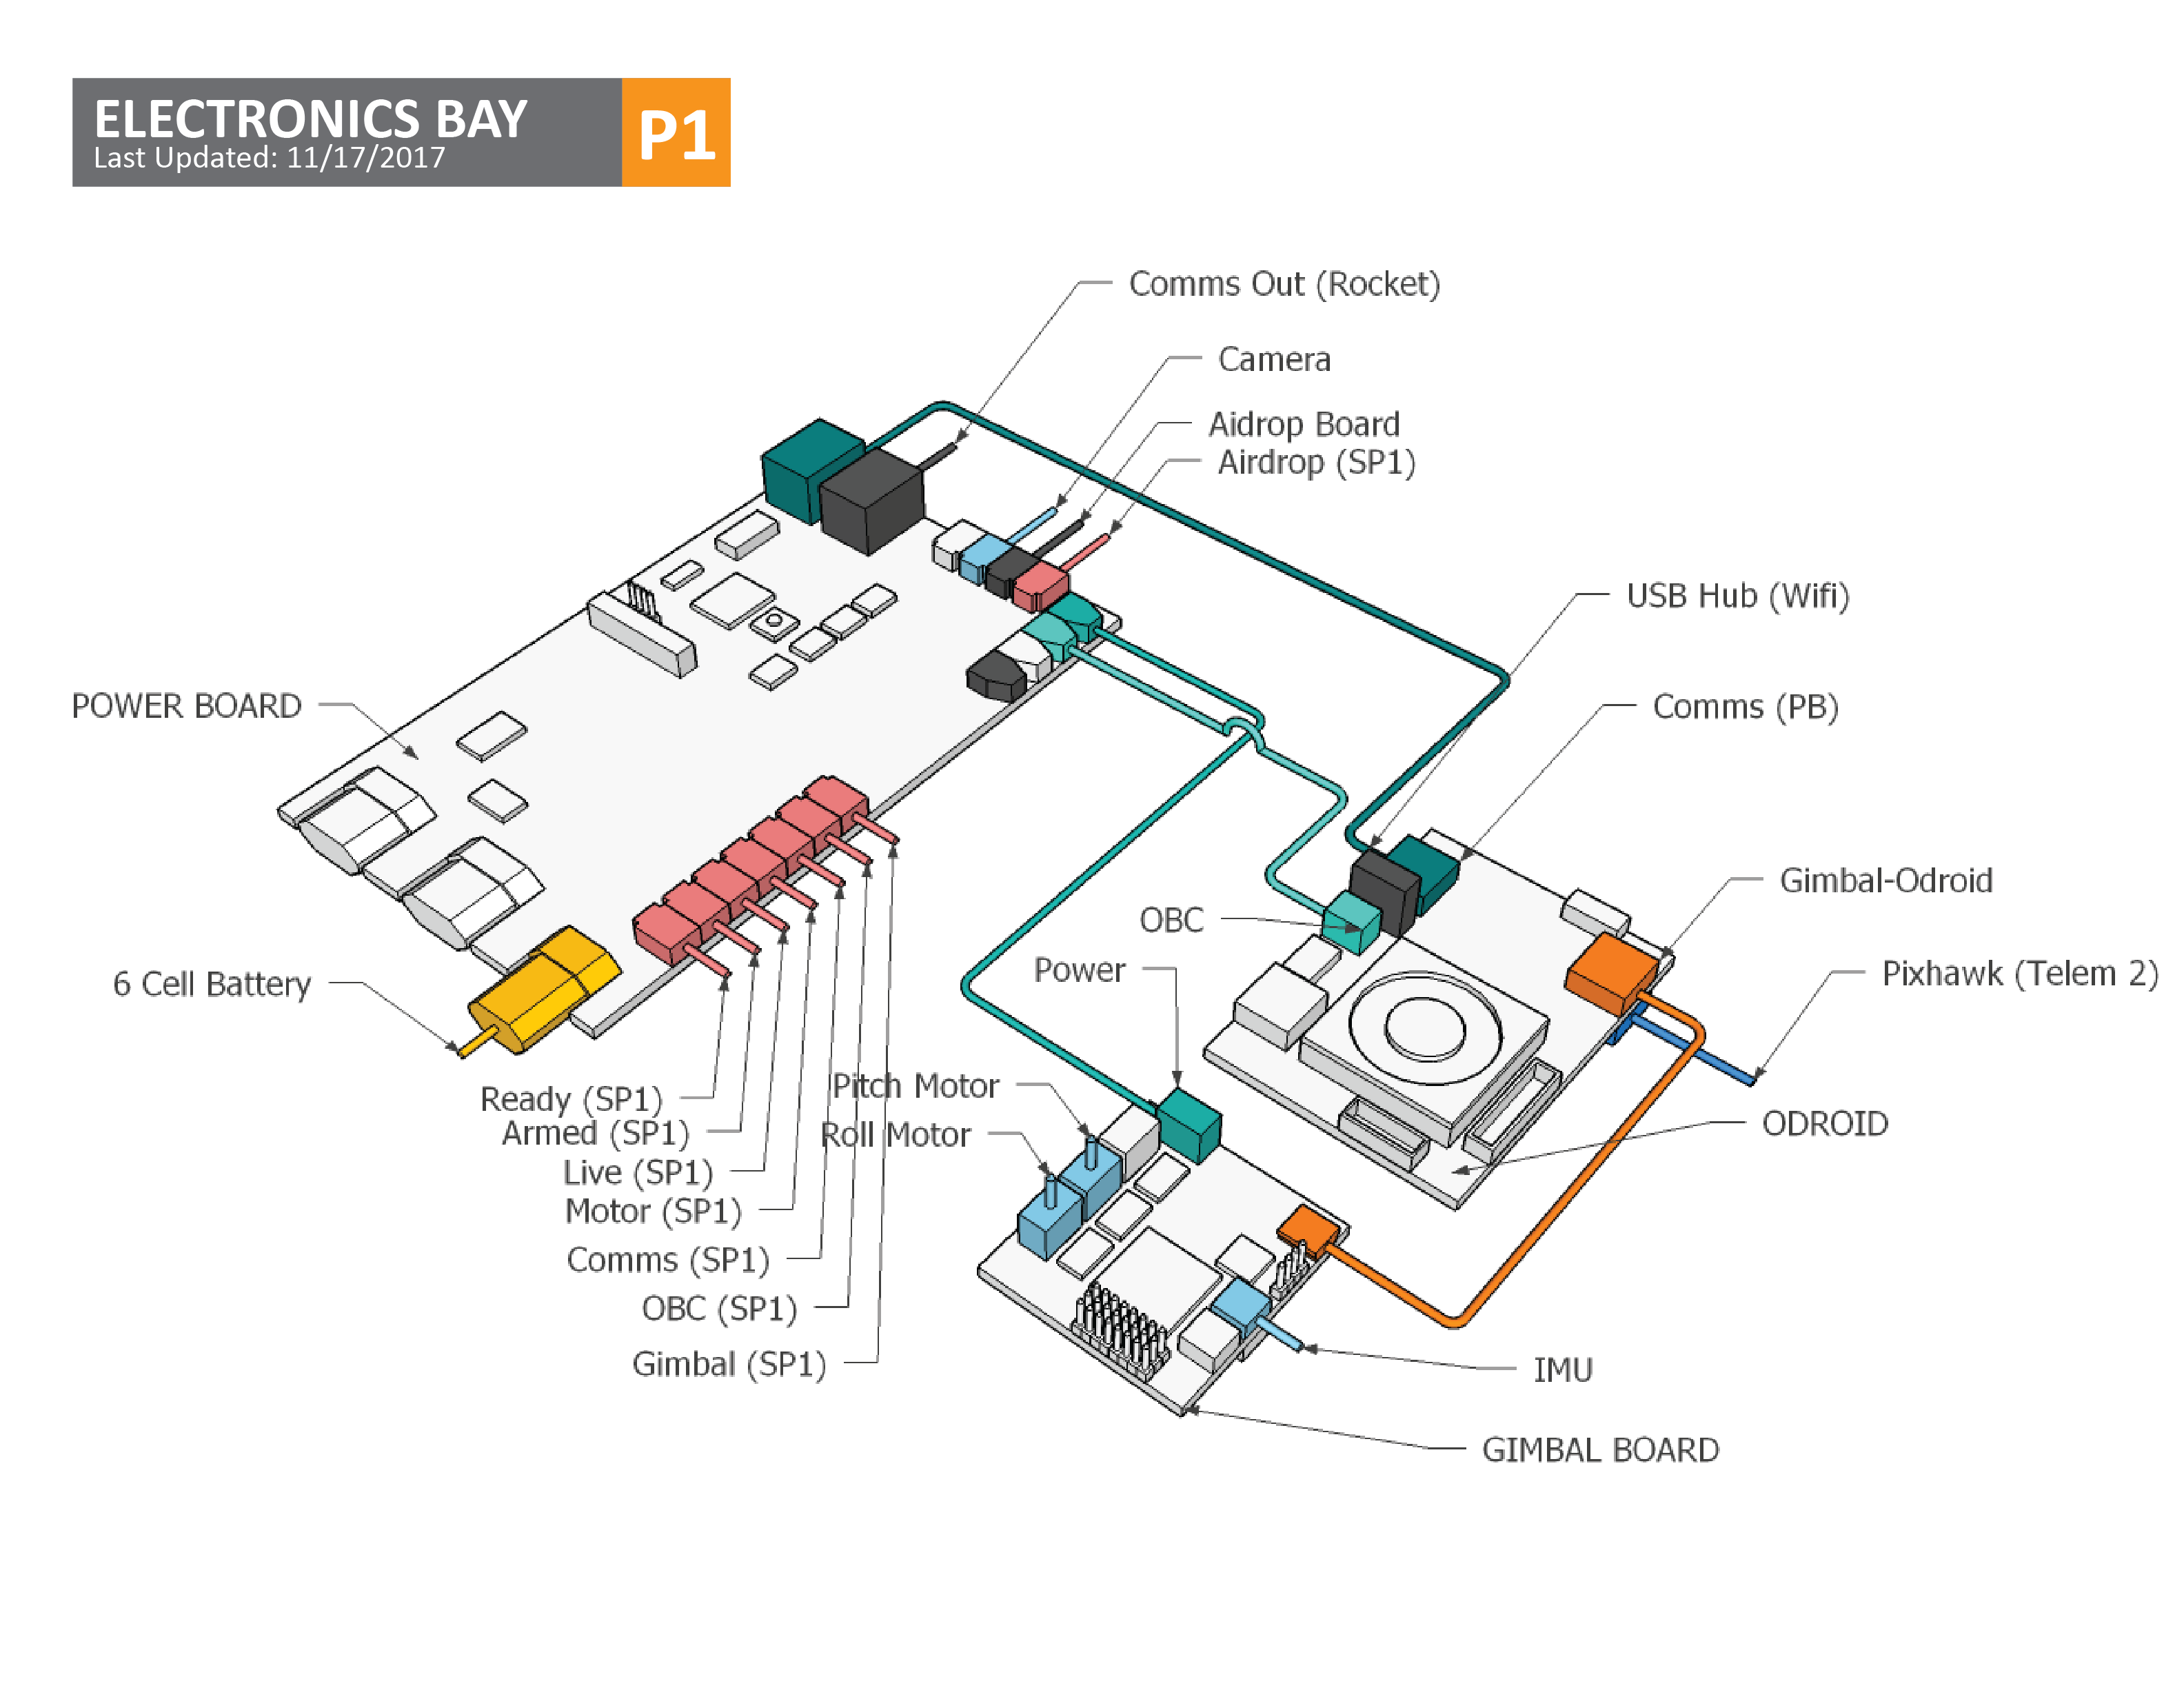 ELECTRONICS BAY
P1
Last Updated: 11/17/2017
Comms Out (Rocket)
Camera
Aidrop Board
Airdrop (SP1)
USB Hub (Wifi)
POWER BOARD
Comms (PB)
Gimbal-Odroid
OBC
Power
Pixhawk (Telem 2)
6 Cell Battery
Pitch Motor
Ready (SP1)
Armed (SP1)
Roll Motor
ODROID
Live (SP1)
Motor (SP1)
Comms (SP1)
OBC (SP1)
Gimbal (SP1)
IMU
GIMBAL BOARD